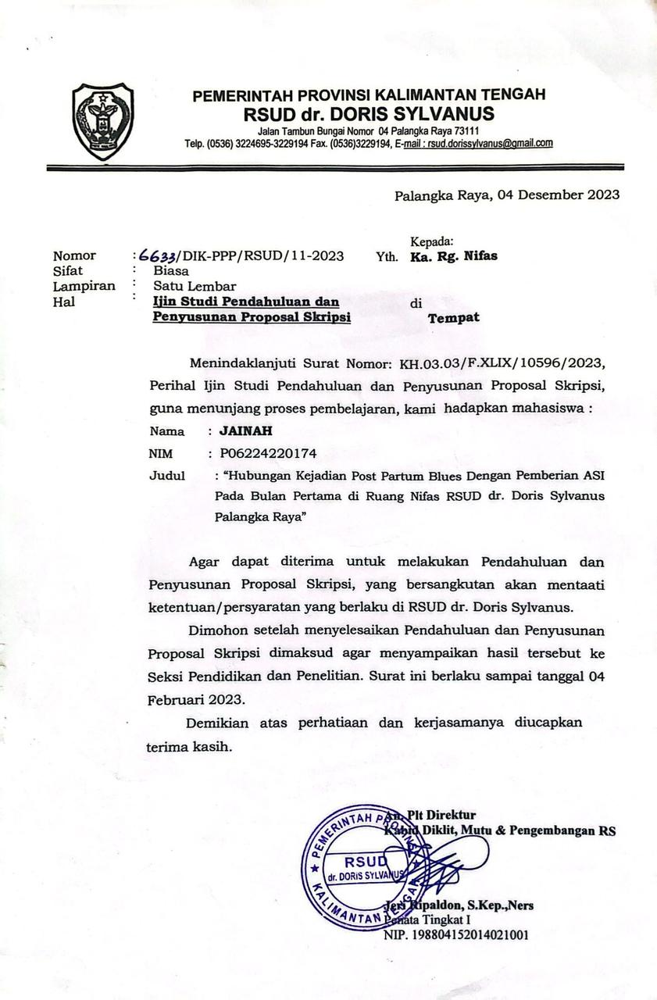 PEMERINTAH PROVINSI KALIMANTAN TENGAH
RSUD dr. DORIS SYLVANUS
Jalan Tambun Bungai Nomor 04 Palangka Raya 73111
Telp. (0536) 3224695-3229194 Fax. (0536)3229194, E-mail : rsud.dorissylvanus@gmail.com
Palangka Raya, 04 Desember 2023
Kepada:
Nomor : 6633/DIK-PPP/RSUD/11-2023 Yth. Ka. Rg. Nifas
Sifat : Biasa
Lampiran : Satu Lembar
Hal : Ijin Studi Pendahuluan dan di
Penyusunan Proposal Skripsi Tempat
Menindaklanjuti Surat Nomor: KH.03.03/F.XLIX/10596/2023,
Perihal Ijin Studi Pendahuluan dan Penyusunan Proposal Skripsi,
guna menunjang proses pembelajaran, kami hadapkan mahasiswa :
Nama : JAINAH
NIM : P06224220174
Judul : “Hubungan Kejadian Post Partum Blues Dengan Pemberian ASI
Pada Bulan Pertama di Ruang Nifas RSUD dr. Doris Sylvanus
Palangka Raya”
Agar dapat diterima untuk melakukan Pendahuluan dan
Penyusunan Proposal Skripsi, yang bersangkutan akan mentaati
ketentuan/persyaratan yang berlaku di RSUD dr. Doris Sylvanus.
Dimohon setelah menyelesaikan Pendahuluan dan Penyusunan
Proposal Skripsi dimaksud agar menyampaikan hasil tersebut ke
Seksi Pendidikan dan Penelitian. Surat ini berlaku sampai tanggal 04
Februari 2023.
Demikian atas perhatiaan dan kerjasamanya diucapkan
terima kasih.
An. Plt Direktur
Kabid Diklit, Mutu & Pengembangan RS
PEMERINTAH PROVINSI
RSUD
dr. DORIS SYLVANUS
KALIMANTAN TENGAH
Jeri Ripaldon, S.Kep.,Ners
Penata Tingkat I
NIP. 198804152014021001